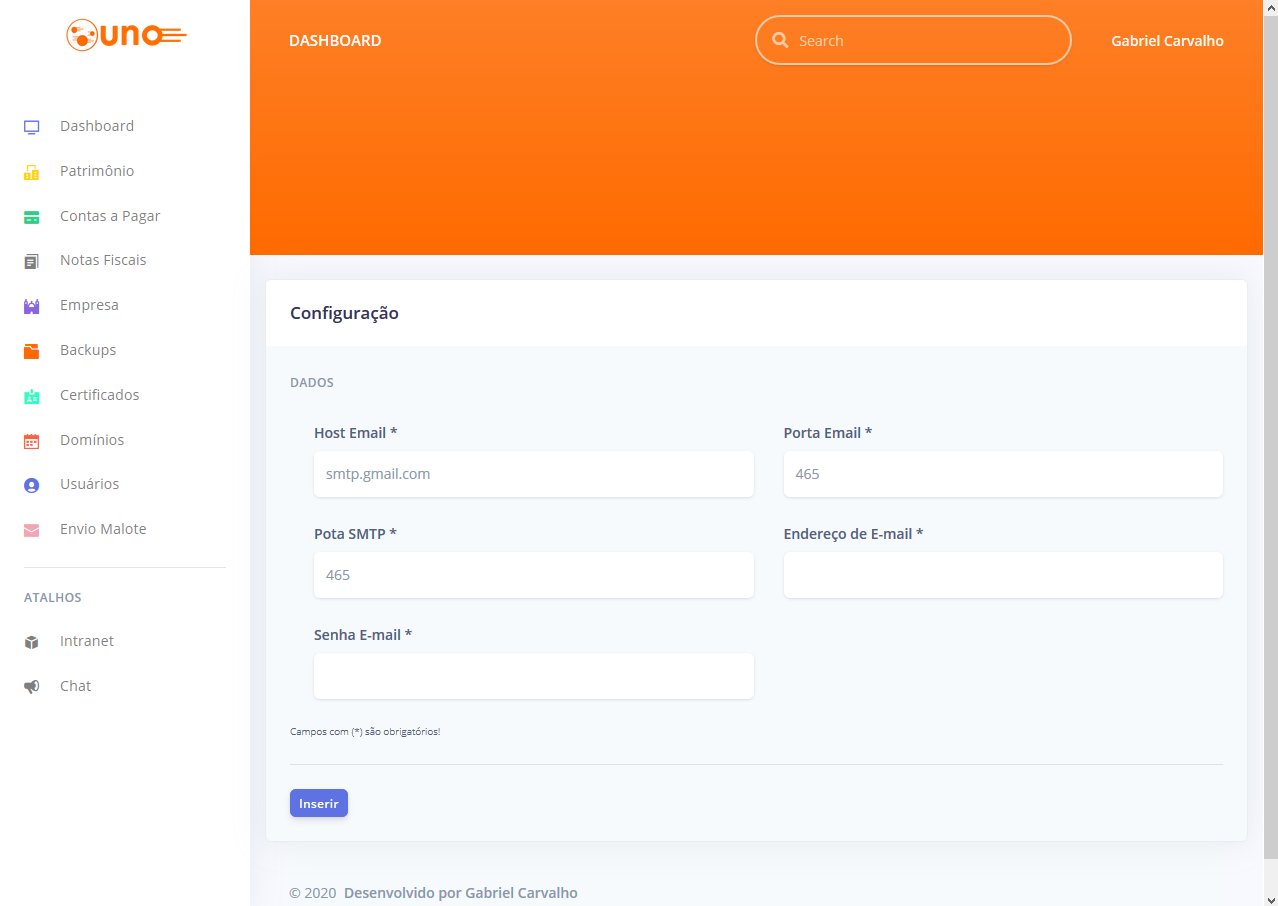 uno
DASHBOARD
Search
Gabriel Carvalho
Dashboard
Patrimônio
Contas a Pagar
Notas Fiscais
Empresa
Backups
Certificados
Domínios
Usuários
Envio Malote
ATALHOS
Intranet
Chat
Configuração
DADOS
Host Email *
Porta Email *
smtp.gmail.com
465
Pota SMTP *
Endereço de E-mail *
465
Senha E-mail *
Campos com (*) são obrigatórios!
Inserir
© 2020 Desenvolvido por Gabriel Carvalho